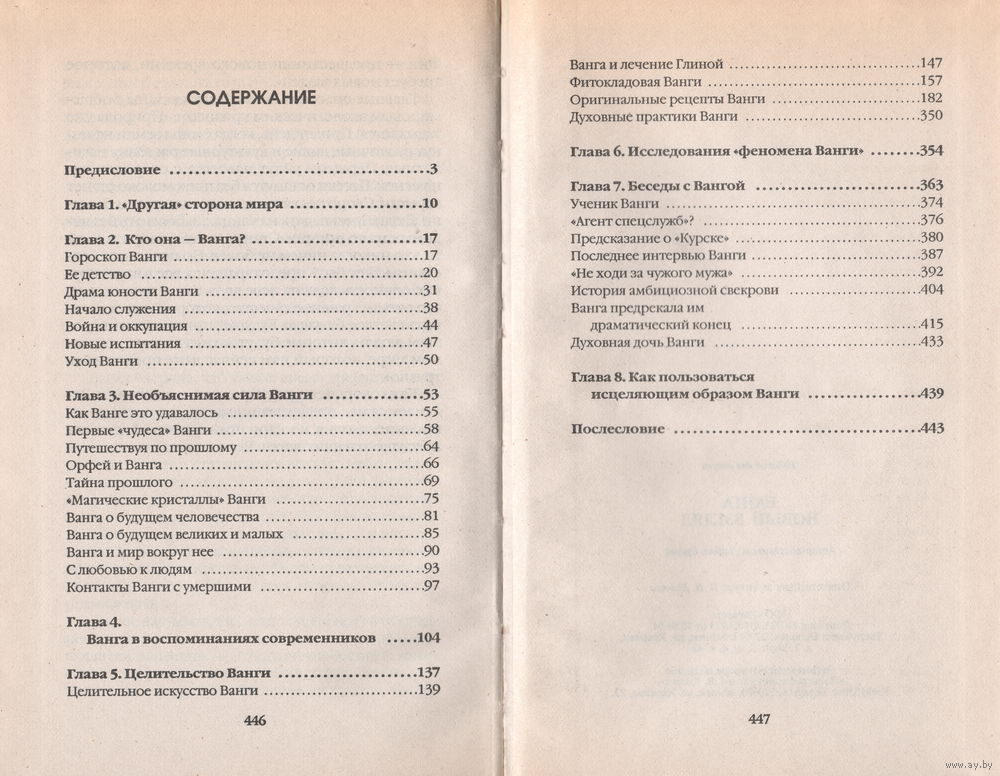 СОДЕРЖАНИЕ
Предисловие ........................................3
Глава 1. «Другая» сторона мира ....................10
Глава 2. Кто она — Ванга? .........................17
Гороскоп Ванги ....................................17
Ее детство ........................................20
Драма юности Ванги ................................31
Начало служения ...................................38
Война и оккупация .................................44
Новые испытания ...................................47
Уход Ванги ........................................50
Глава 3. Необъяснимая сила Ванги ..................53
Как Ванге это удавалось ...........................55
Первые «чудеса» Ванги .............................58
Путешествуя по прошлому ...........................64
Орфей и Ванга .....................................66
Тайна прошлого ....................................69
«Магические кристаллы» Ванги ......................75
Ванга о будущем человечества ......................81
Ванга о будущем великих и малых ...................85
Ванга и мир вокруг нее ............................90
С любовью к людям .................................93
Контакты Ванги с умершими .........................97
Глава 4.
Ванга в воспоминаниях современников .....104
Глава 5. Целительство Ванги ......................137
Целительное искусство Ванги ......................139
446
Ванга и лечение Глиной ...........................147
Фитокладовая Ванги ...............................157
Оригинальные рецепты Ванги .......................182
Духовные практики Ванги ..........................350
Глава 6. Исследования «феномена Ванги» .......354
Глава 7. Беседы с Вангой .........................363
Ученик Ванги .....................................374
«Агент спецслужб»? ...............................376
Предсказание о «Курске» ..........................380
Последнее интервью Ванги .........................387
«Не ходи за чужого мужа» .........................392
История амбициозной свекрови .....................404
Ванга предрекала им
драматический конец ..............................415
Духовная дочь Ванги ..............................433
Глава 8. Как пользоваться
исцеляющим образом Ванги .........................439
Послесловие ......................................443
447
www.ay.by